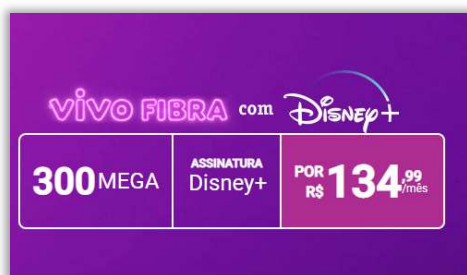 VIVO FIBRA com Disney+
300 MEGA
ASSINATURA
Disney+
POR
R$ 134,99
/mês